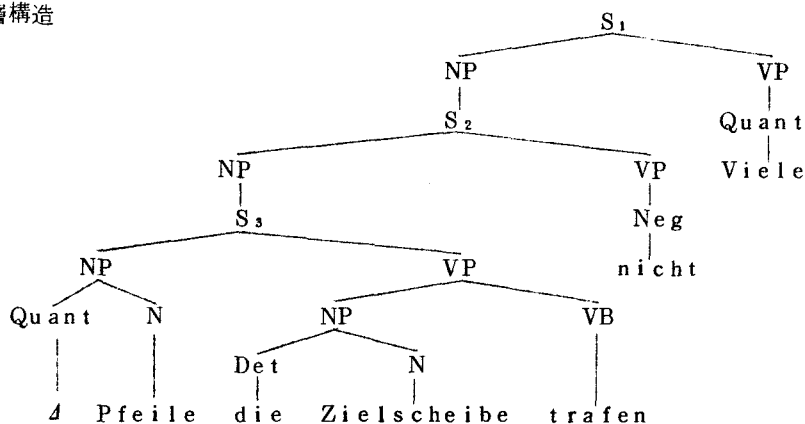 層構造
S₁
NP VP
S₂ Quant
NP VP Viele
S₃ Neg
NP VP nicht
Quant N NP VB
Det N
Δ Pfeile die Zielscheibe trafen